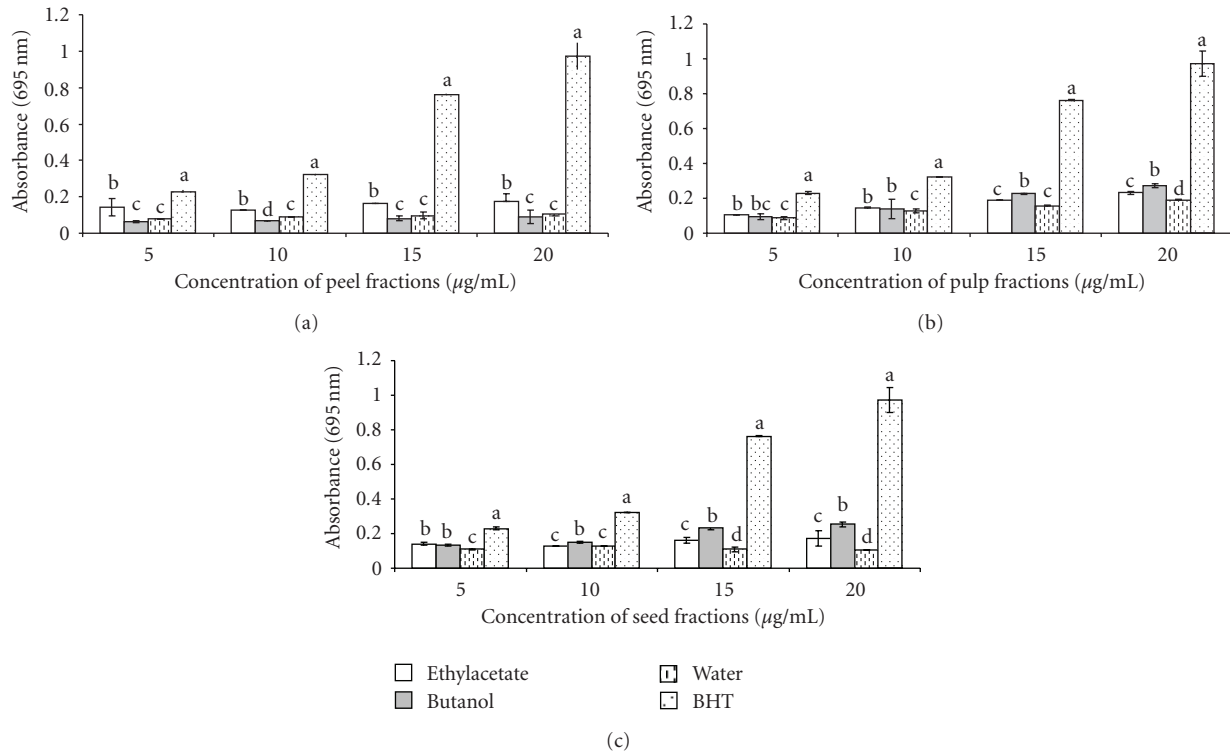 1.2
1
0.8
0.6
0.4
0.2
0
Absorbance (695 nm)
b c c a
b d c a
b c c a
b c c a
5 10 15 20
Concentration of peel fractions (µg/mL)
(a)
1.2
1
0.8
0.6
0.4
0.2
0
Absorbance (695 nm)
b bc c a
b b b a
c b c a
c b d a
5 10 15 20
Concentration of pulp fractions (µg/mL)
(b)
1.2
1
0.8
0.6
0.4
0.2
0
Absorbance (695 nm)
b b c a
c b c a
c b d a
c b d a
5 10 15 20
Concentration of seed fractions (µg/mL)
Ethylacetate
Butanol
Water
BHT
(c)